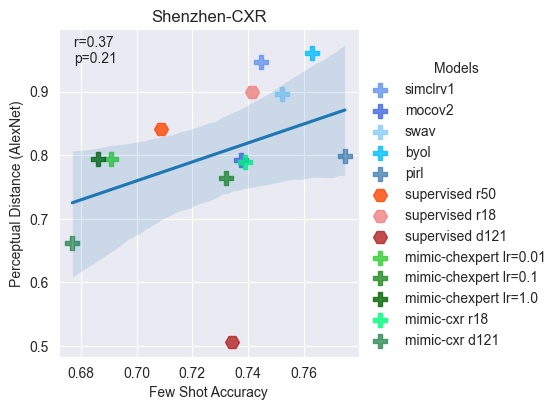 Shenzhen-CXR
r=0.37
p=0.21
Perceptual Distance (AlexNet)
0.9
0.8
0.7
0.6
0.5
0.68 0.70 0.72 0.74 0.76
Few Shot Accuracy
Models
simclrv1
mocov2
swav
byol
pirl
supervised r50
supervised r18
supervised d121
mimic-chexpert lr=0.01
mimic-chexpert lr=0.1
mimic-chexpert lr=1.0
mimic-cxr r18
mimic-cxr d121